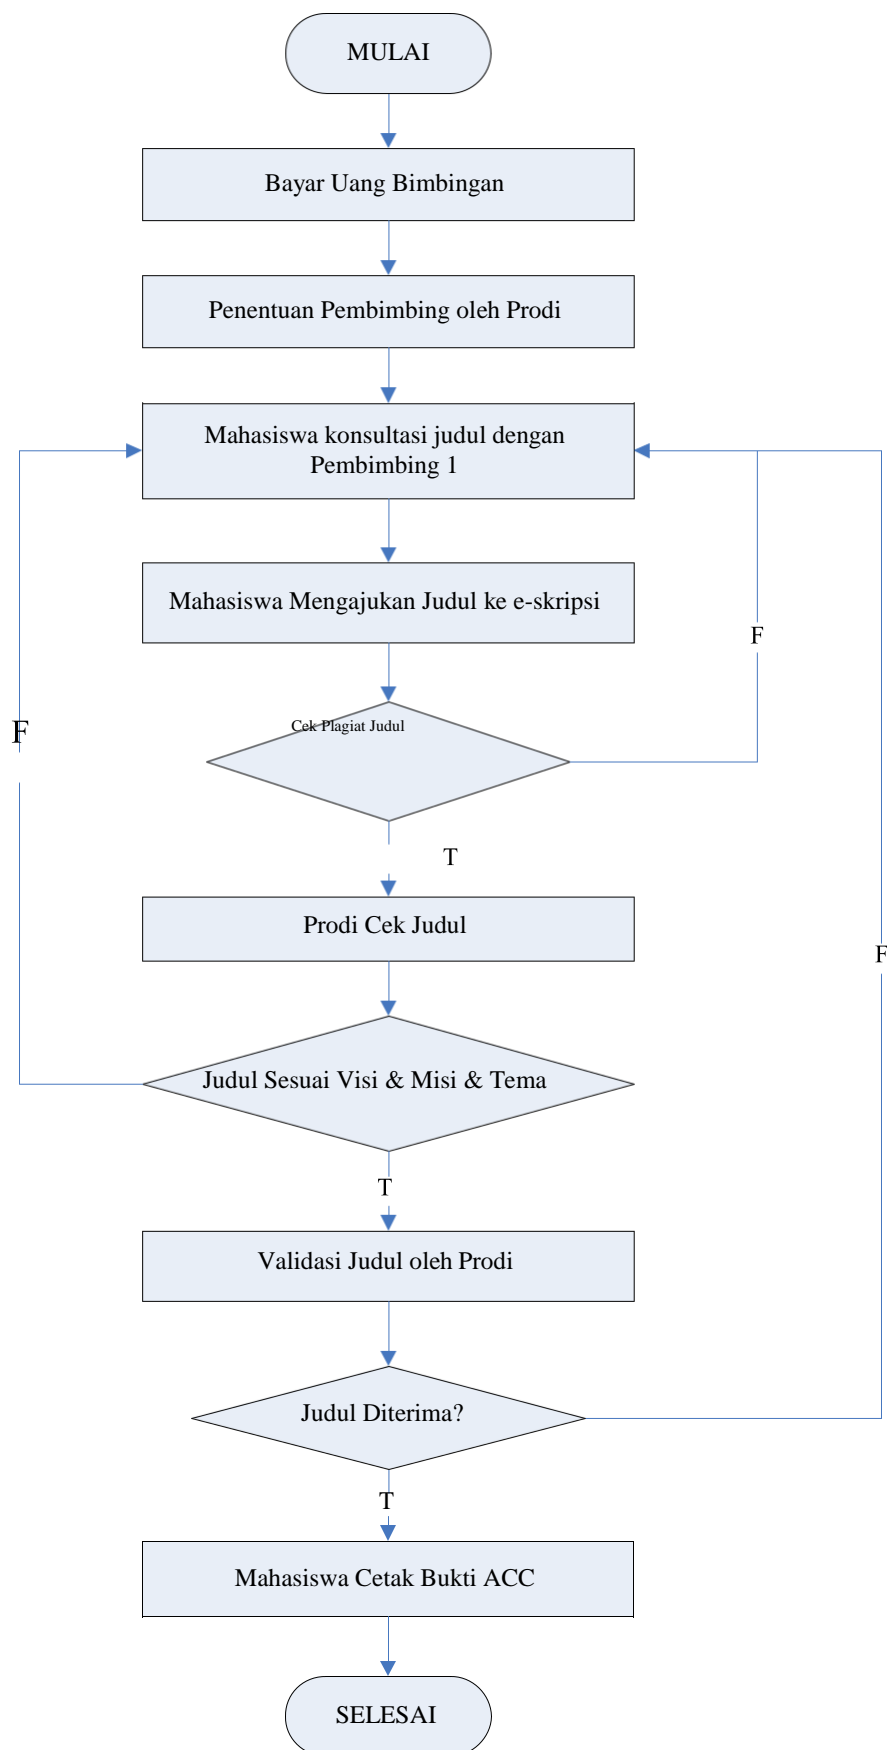 MULAI
Bayar Uang Bimbingan
Penentuan Pembimbing oleh Prodi
Mahasiswa konsultasi judul dengan
Pembimbing 1
Mahasiswa Mengajukan Judul ke e-skripsi
F
Cek Plagiat Judul
F
T
Prodi Cek Judul
F
Judul Sesuai Visi & Misi & Tema
T
Validasi Judul oleh Prodi
Judul Diterima?
T
Mahasiswa Cetak Bukti ACC
SELESAI